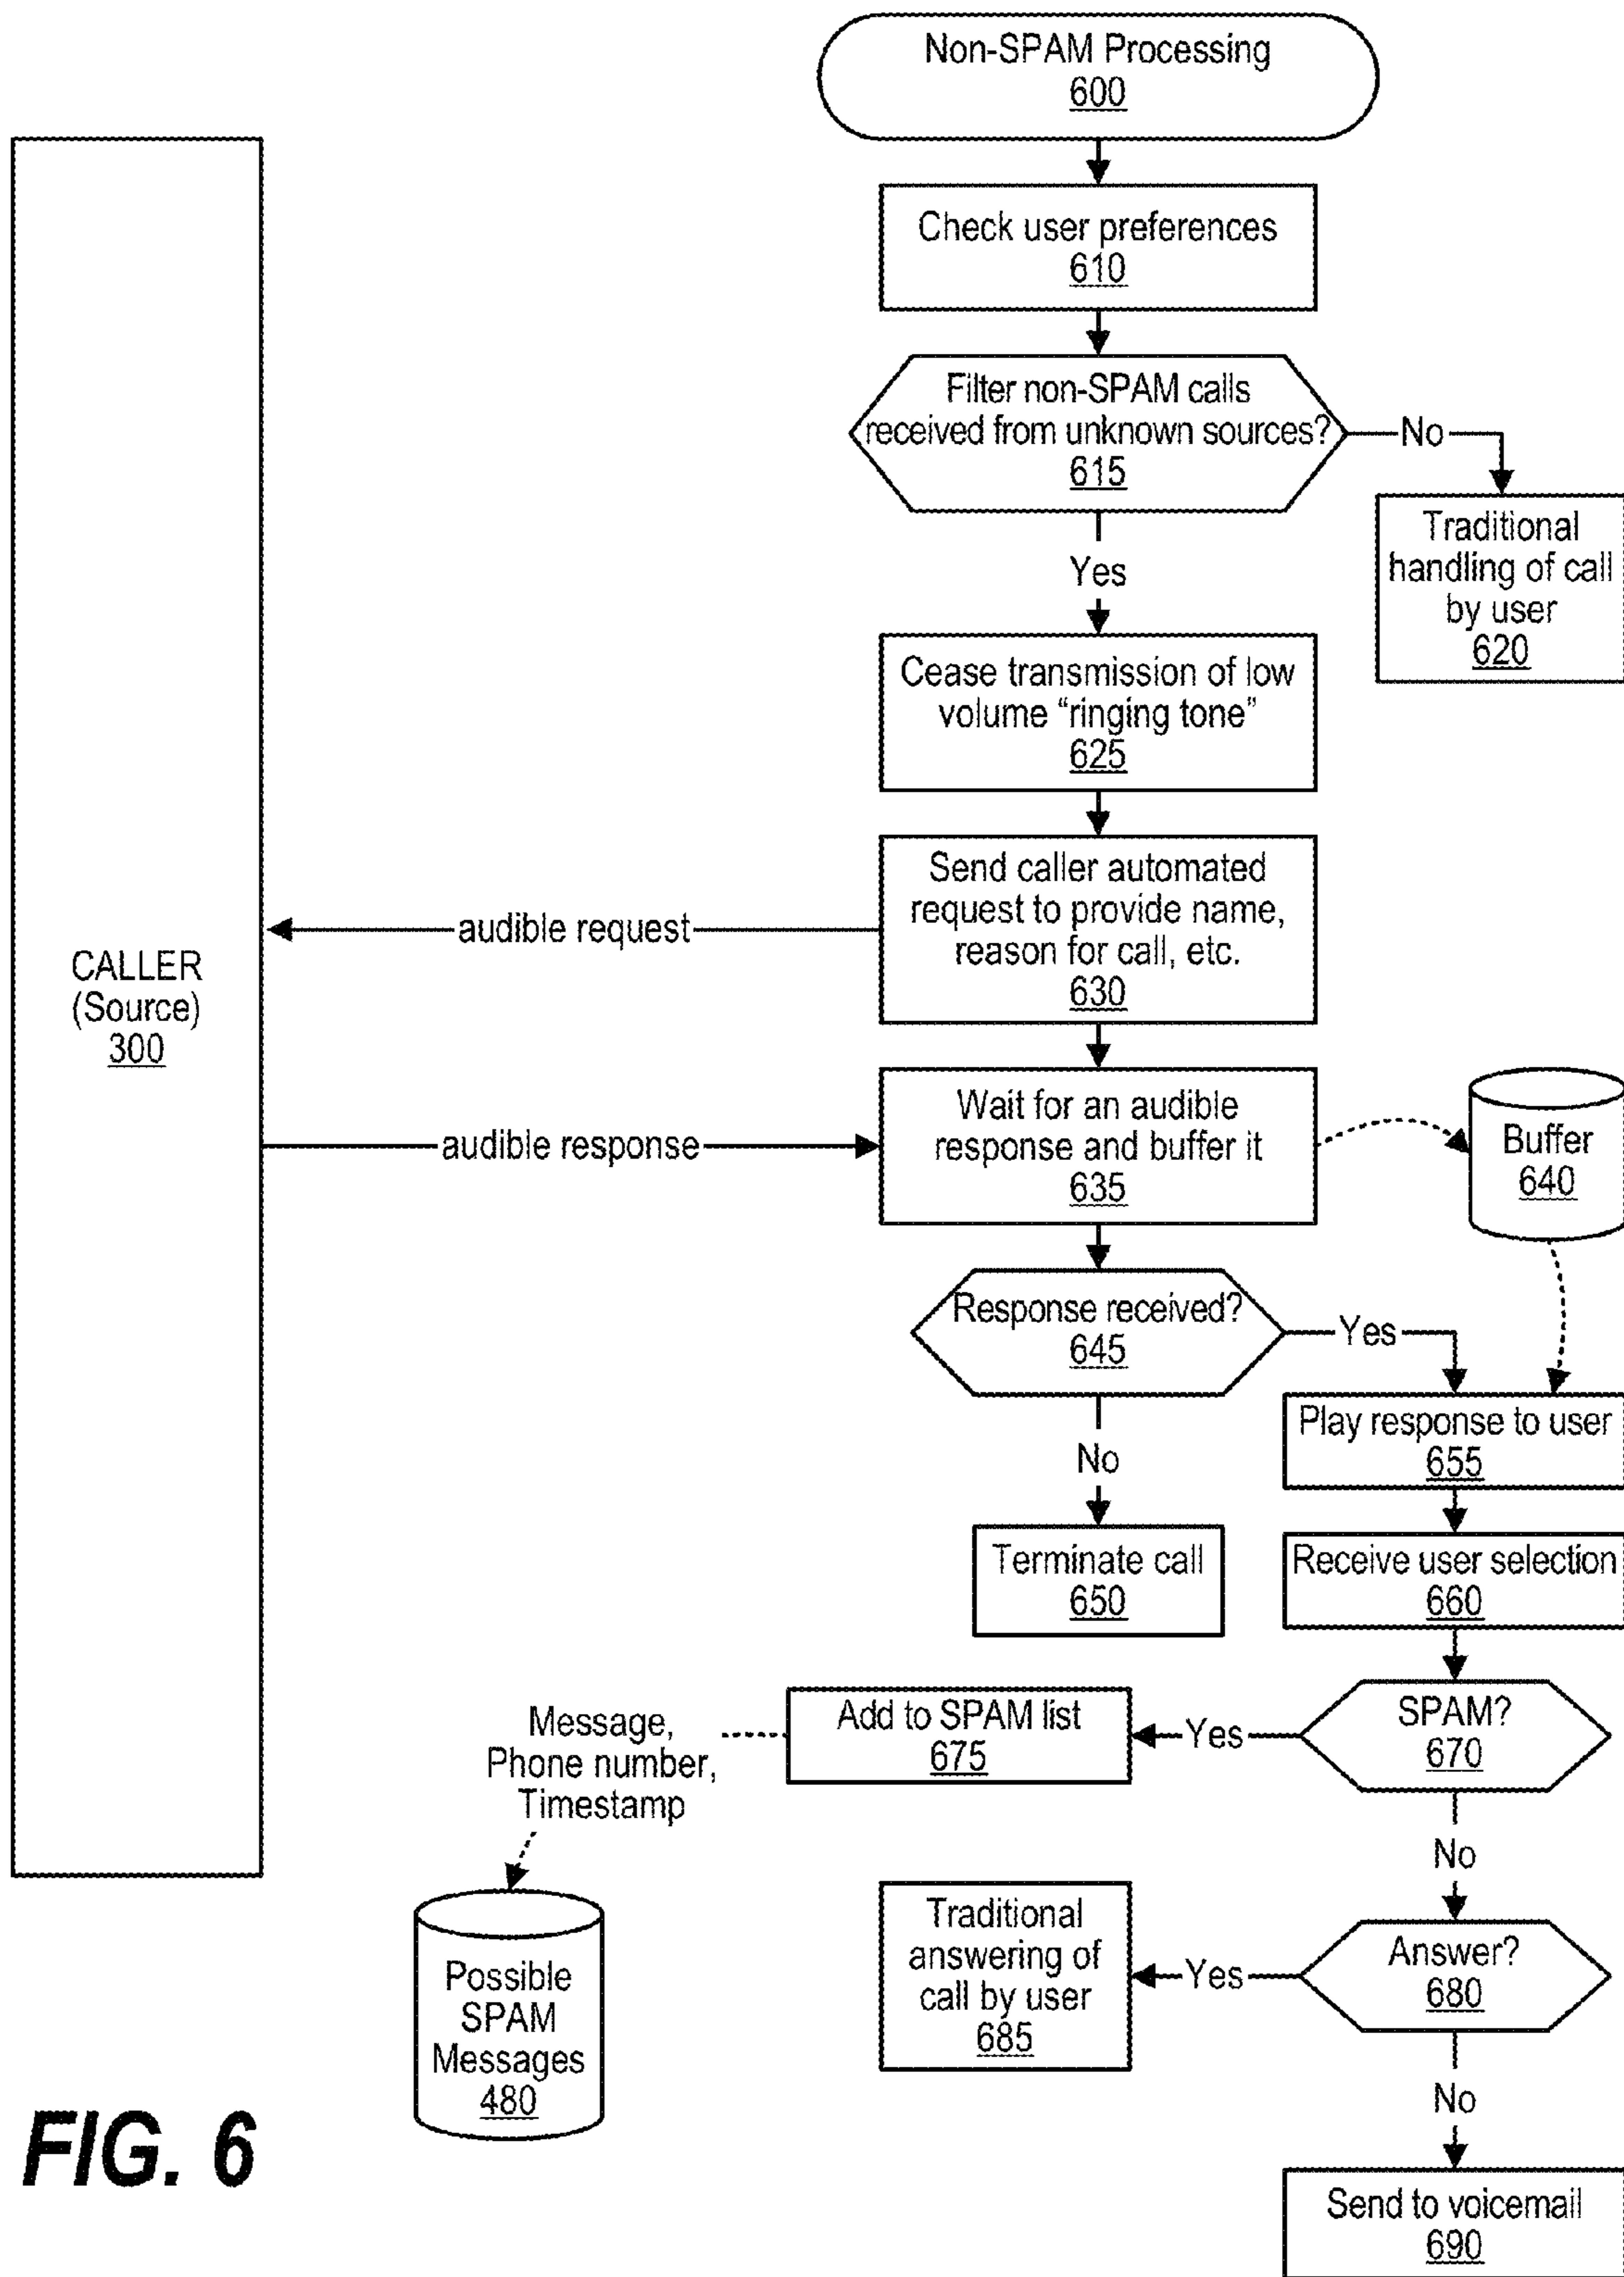 Non-SPAM Processing
600
Check user preferences
610
Filter non-SPAM calls
received from unknown sources?
615
No
Traditional
handling of call
by user
620
Yes
Cease transmission of low
volume “ringing tone”
625
Send caller automated
request to provide name,
reason for call, etc.
630
audible request
CALLER
(Source)
300
Wait for an audible
response and buffer it
635
audible response
Buffer
640
Response received?
645
Yes
Play response to user
655
No
Terminate call
650
Receive user selection
660
SPAM?
670
Yes
Add to SPAM list
675
Message,
Phone number,
Timestamp
Possible
SPAM
Messages
480
No
Answer?
680
Yes
Traditional
answering of
call by user
685
No
Send to voicemail
690
FIG. 6